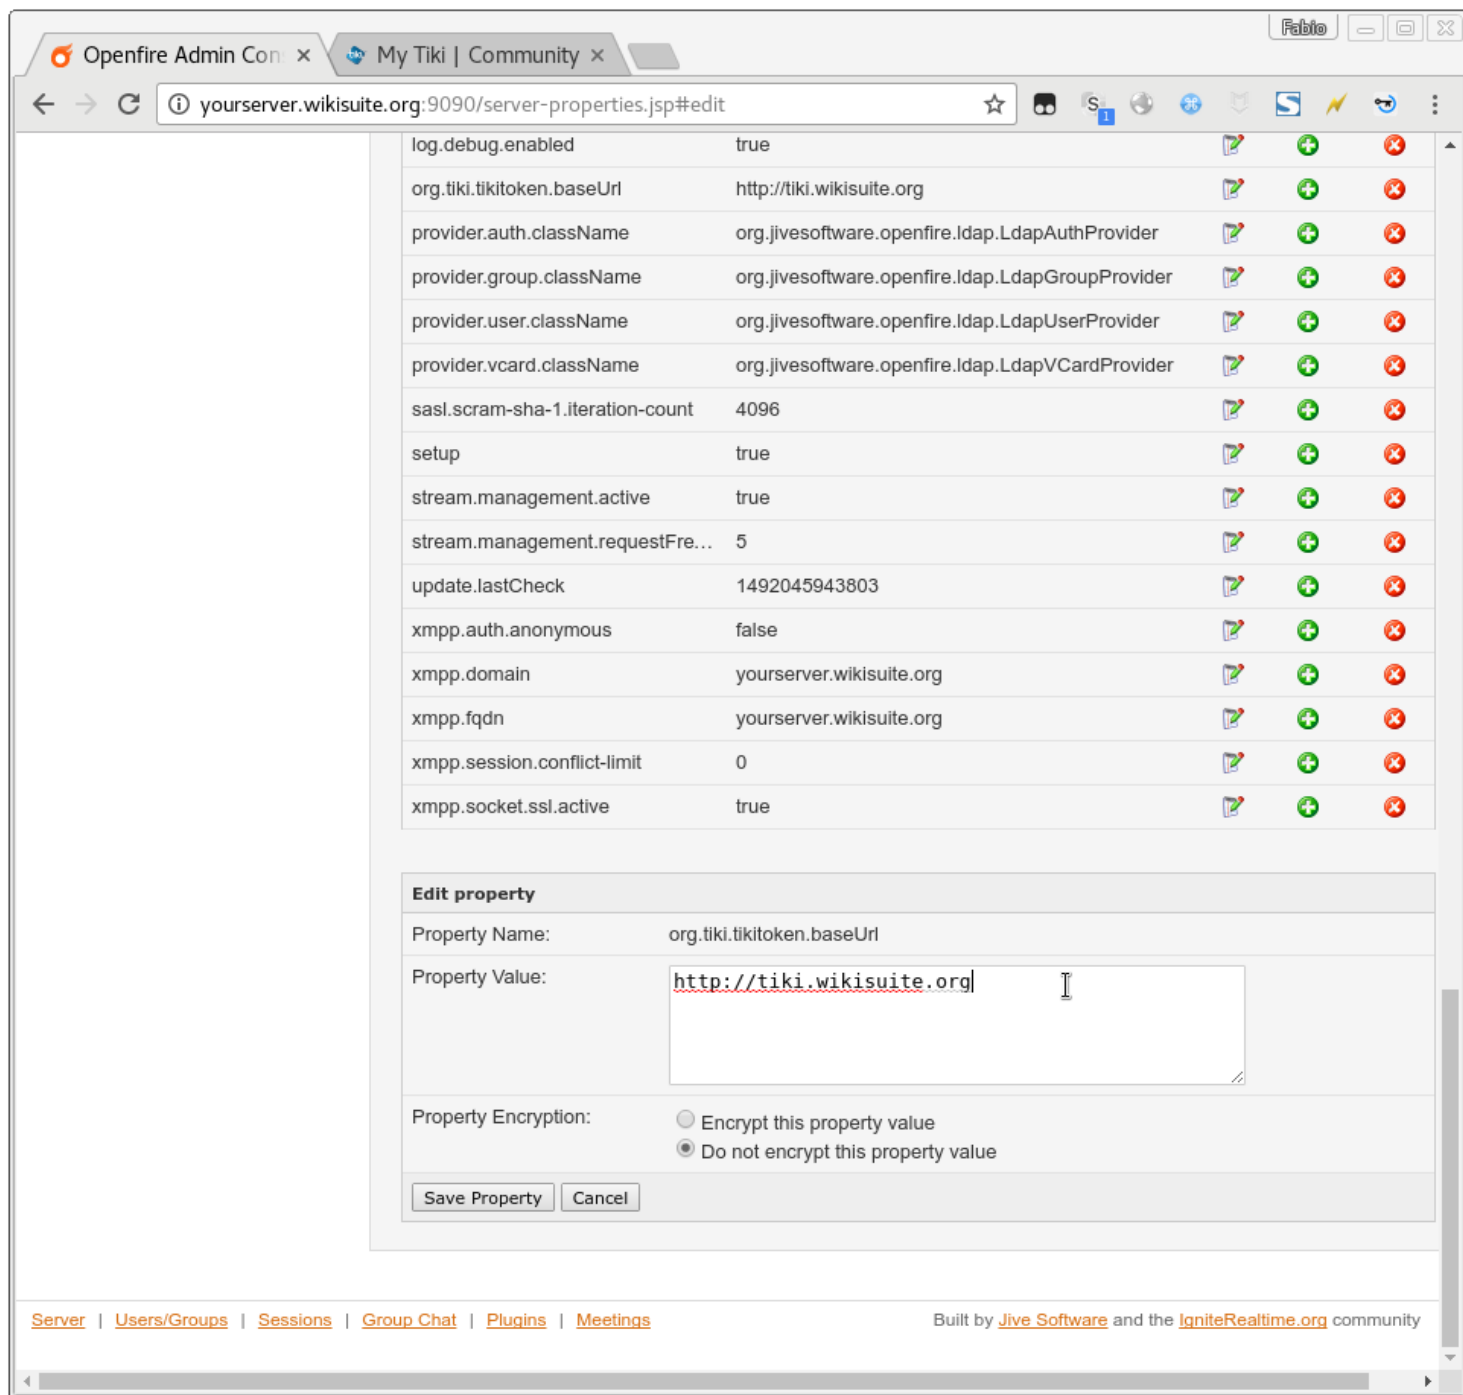 Fabio
Openfire Admin Con
My Tiki | Community
yourserver.wikisuite.org:9090/server-properties.jsp#edit
S
1
S
log.debug.enabled true
org.tiki.tikitoken.baseUrl http://tiki.wikisuite.org
provider.auth.className org.jivesoftware.openfire.ldap.LdapAuthProvider
provider.group.className org.jivesoftware.openfire.ldap.LdapGroupProvider
provider.user.className org.jivesoftware.openfire.ldap.LdapUserProvider
provider.vcard.className org.jivesoftware.openfire.ldap.LdapVCardProvider
sasl.scram-sha-1.iteration-count 4096
setup true
stream.management.active true
stream.management.requestFre... 5
update.lastCheck 1492045943803
xmpp.auth.anonymous false
xmpp.domain yourserver.wikisuite.org
xmpp.fqdn yourserver.wikisuite.org
xmpp.session.conflict-limit 0
xmpp.socket.ssl.active true
Edit property
Property Name: org.tiki.tikitoken.baseUrl
Property Value: http://tiki.wikisuite.org
Property Encryption: Encrypt this property value
Do not encrypt this property value
Save Property Cancel
Server | Users/Groups | Sessions | Group Chat | Plugins | Meetings Built by Jive Software and the IgniteRealtime.org community